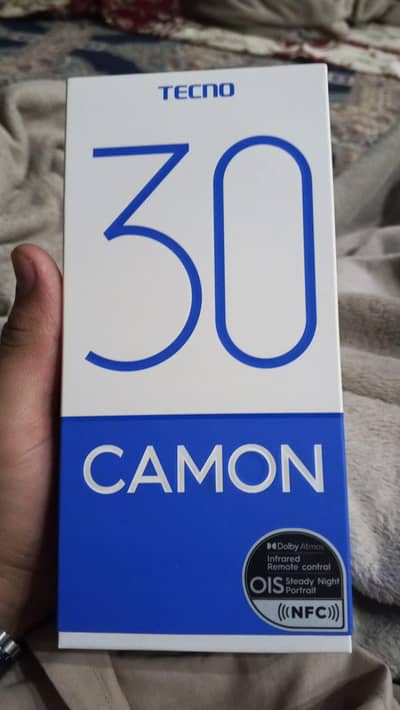 TECNO
30
CAMON
Dolby Atmos
Infrared
Remote control
OIS Steady Night
Portrait
NFC